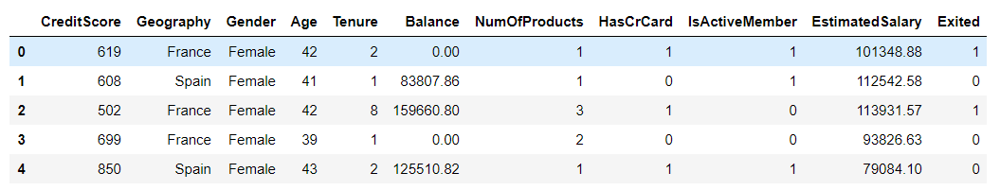 CreditScore Geography Gender Age Tenure Balance NumOfProducts HasCrCard IsActiveMember EstimatedSalary Exited
0 619 France Female 42 2 0.00 1 1 1 101348.88 1
1 608 Spain Female 41 1 83807.86 1 0 1 112542.58 0
2 502 France Female 42 8 159660.80 3 1 0 113931.57 1
3 699 France Female 39 1 0.00 2 0 0 93826.63 0
4 850 Spain Female 43 2 125510.82 1 1 1 79084.10 0